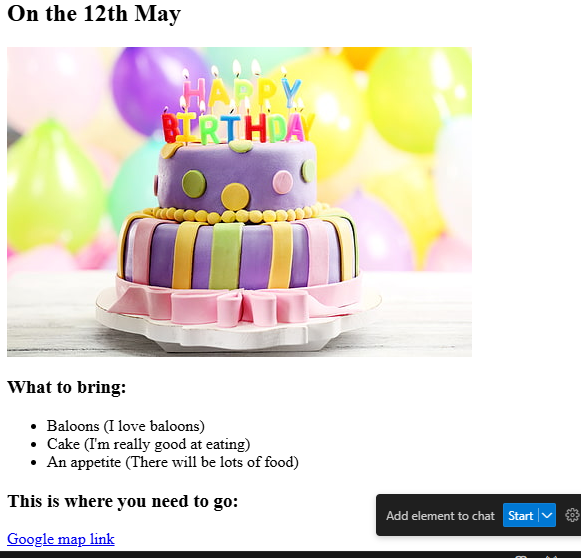 On the 12th May
HAPPY
BIRTHDAY
What to bring:
Baloons (I love baloons)
Cake (I'm really good at eating)
An appetite (There will be lots of food)
This is where you need to go:
Add element to chat Start
Google map link